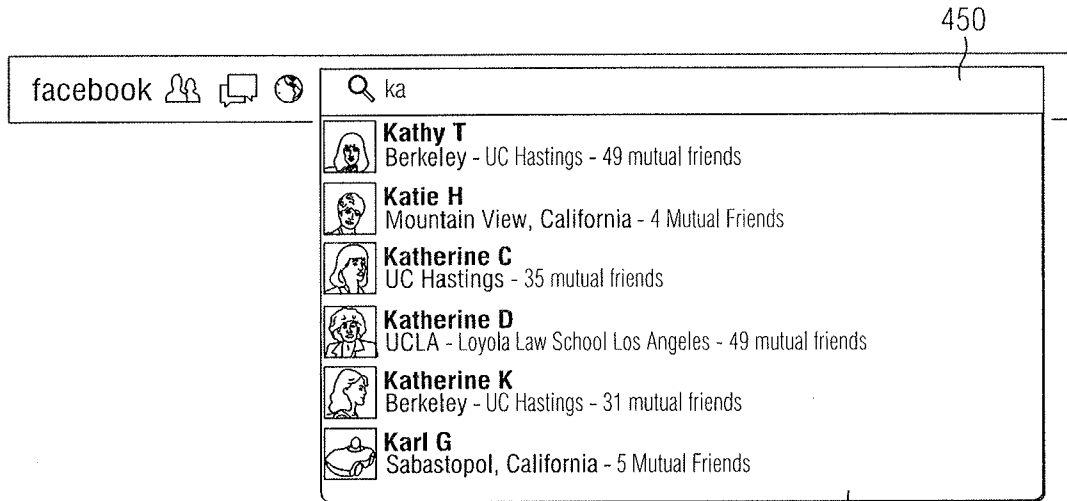 450
facebook
ka
Kathy T
Berkeley - UC Hastings - 49 mutual friends
Katie H
Mountain View, California - 4 Mutual Friends
Katherine C
UC Hastings - 35 mutual friends
Katherine D
UCLA - Loyola Law School Los Angeles - 49 mutual friends
Katherine K
Berkeley - UC Hastings - 31 mutual friends
Karl G
Sabastopol, California - 5 Mutual Friends